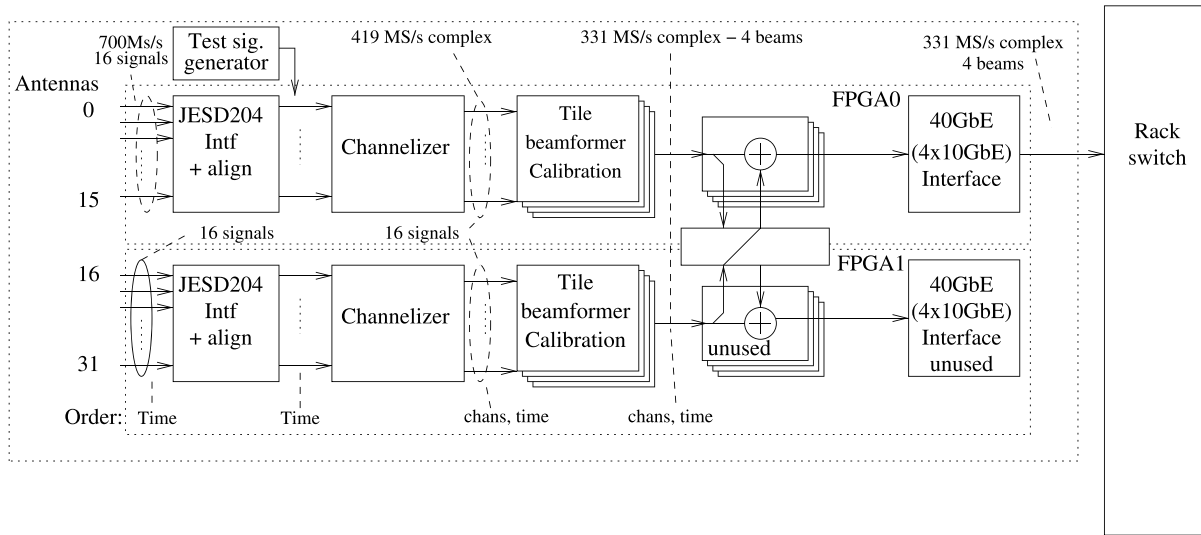 700Ms/s
16 signals
Test sig.
generator
419 MS/s complex
331 MS/s complex − 4 beams
331 MS/s complex
4 beams
Antennas
0
15
JESD204
Intf
+ align
Channelizer
Tile
beamformer
Calibration
FPGA0
40GbE
(4x10GbE)
Interface
Rack
switch
16 signals
16 signals
FPGA1
16
31
JESD204
Intf
+ align
Channelizer
Tile
beamformer
Calibration
unused
40GbE
(4x10GbE)
Interface
unused
Order:
Time
Time
chans, time
chans, time